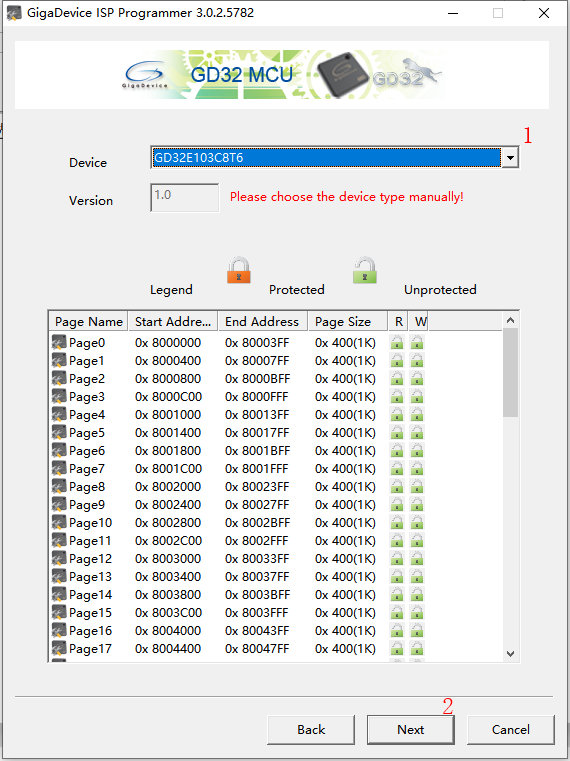 GigaDevice ISP Programmer 3.0.2.5782
GigaDevice
GD32 MCU
GD32
1
Device
GD32E103C8T6
Version
1.0
Please choose the device type manually!
Legend
Protected
Unprotected
Page Name Start Addre... End Address Page Size R W
Page0 0x 8000000 0x 80003FF 0x 400(1K)
Page1 0x 8000400 0x 80007FF 0x 400(1K)
Page2 0x 8000800 0x 8000BFF 0x 400(1K)
Page3 0x 8000C00 0x 8000FFF 0x 400(1K)
Page4 0x 8001000 0x 80013FF 0x 400(1K)
Page5 0x 8001400 0x 80017FF 0x 400(1K)
Page6 0x 8001800 0x 8001BFF 0x 400(1K)
Page7 0x 8001C00 0x 8001FFF 0x 400(1K)
Page8 0x 8002000 0x 80023FF 0x 400(1K)
Page9 0x 8002400 0x 80027FF 0x 400(1K)
Page10 0x 8002800 0x 8002BFF 0x 400(1K)
Page11 0x 8002C00 0x 8002FFF 0x 400(1K)
Page12 0x 8003000 0x 80033FF 0x 400(1K)
Page13 0x 8003400 0x 80037FF 0x 400(1K)
Page14 0x 8003800 0x 8003BFF 0x 400(1K)
Page15 0x 8003C00 0x 8003FFF 0x 400(1K)
Page16 0x 8004000 0x 80043FF 0x 400(1K)
Page17 0x 8004400 0x 80047FF 0x 400(1K)
2
Back Next Cancel